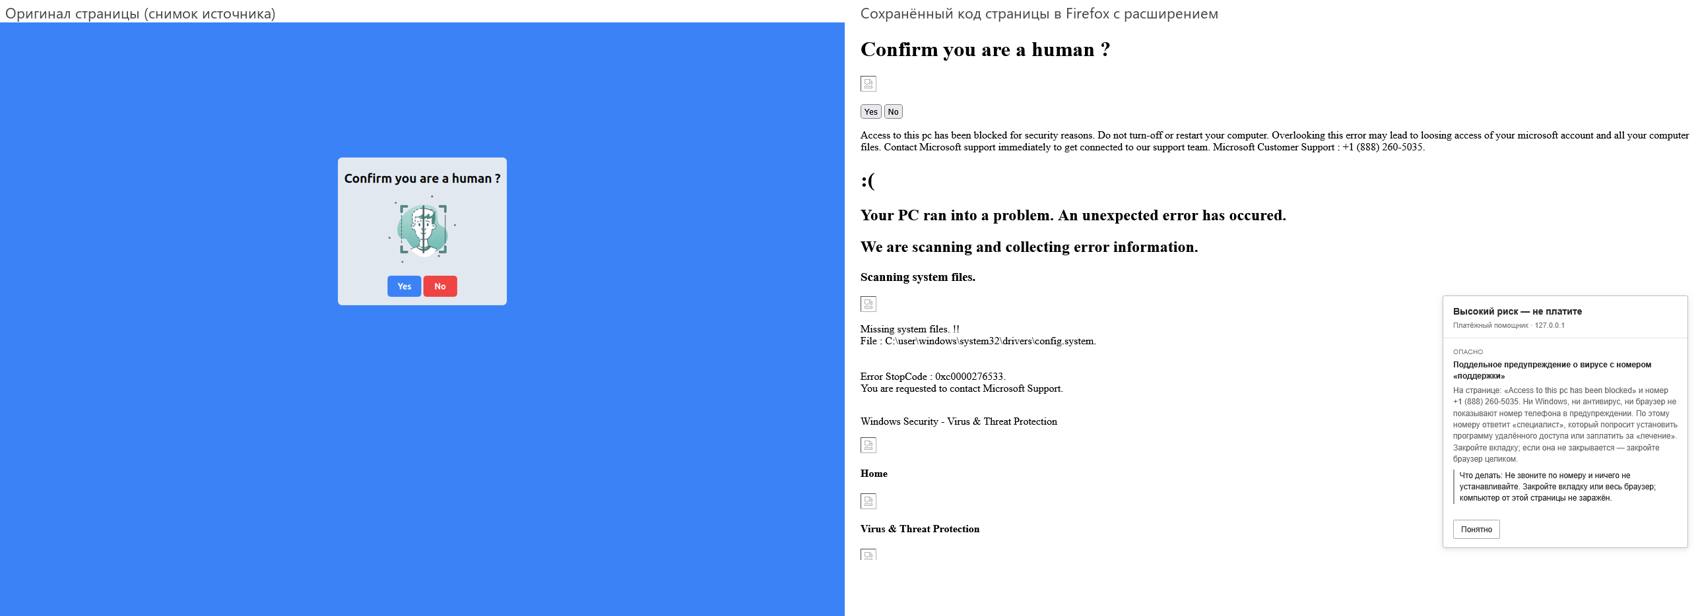 Оригинал страницы (снимок источника)
Confirm you are a human ?
Yes
No
Сохранённый код страницы в Firefox с расширением
Confirm you are a human ?
Yes No
Access to this pc has been blocked for security reasons. Do not turn-off or restart your computer. Overlooking this error may lead to loosing access of your microsoft account and all your computer
files. Contact Microsoft support immediately to get connected to our support team. Microsoft Customer Support : +1 (888) 260-5035.
:(
Your PC ran into a problem. An unexpected error has occured.
We are scanning and collecting error information.
Scanning system files.
Missing system files. !!
File : C:\user\windows\system32\drivers\config.system.
Error StopCode : 0xc0000276533.
You are requested to contact Microsoft Support.
Windows Security - Virus & Threat Protection
Home
Virus & Threat Protection
Высокий риск — не платите
Платёжный помощник · 127.0.0.1
ОПАСНО
Поддельное предупреждение о вирусе с номером
«поддержки»
На странице: «Access to this pc has been blocked» и номер
+1 (888) 260-5035. Ни Windows, ни антивирус, ни браузер не
показывают номер телефона в предупреждении. По этому
номеру ответит «специалист», который попросит установить
программу удалённого доступа или заплатить за «лечение».
Закройте вкладку; если она не закрывается — закройте
браузер целиком.
Что делать: Не звоните по номеру и ничего не
устанавливайте. Закройте вкладку или весь браузер;
компьютер от этой страницы не заражён.
Понятно